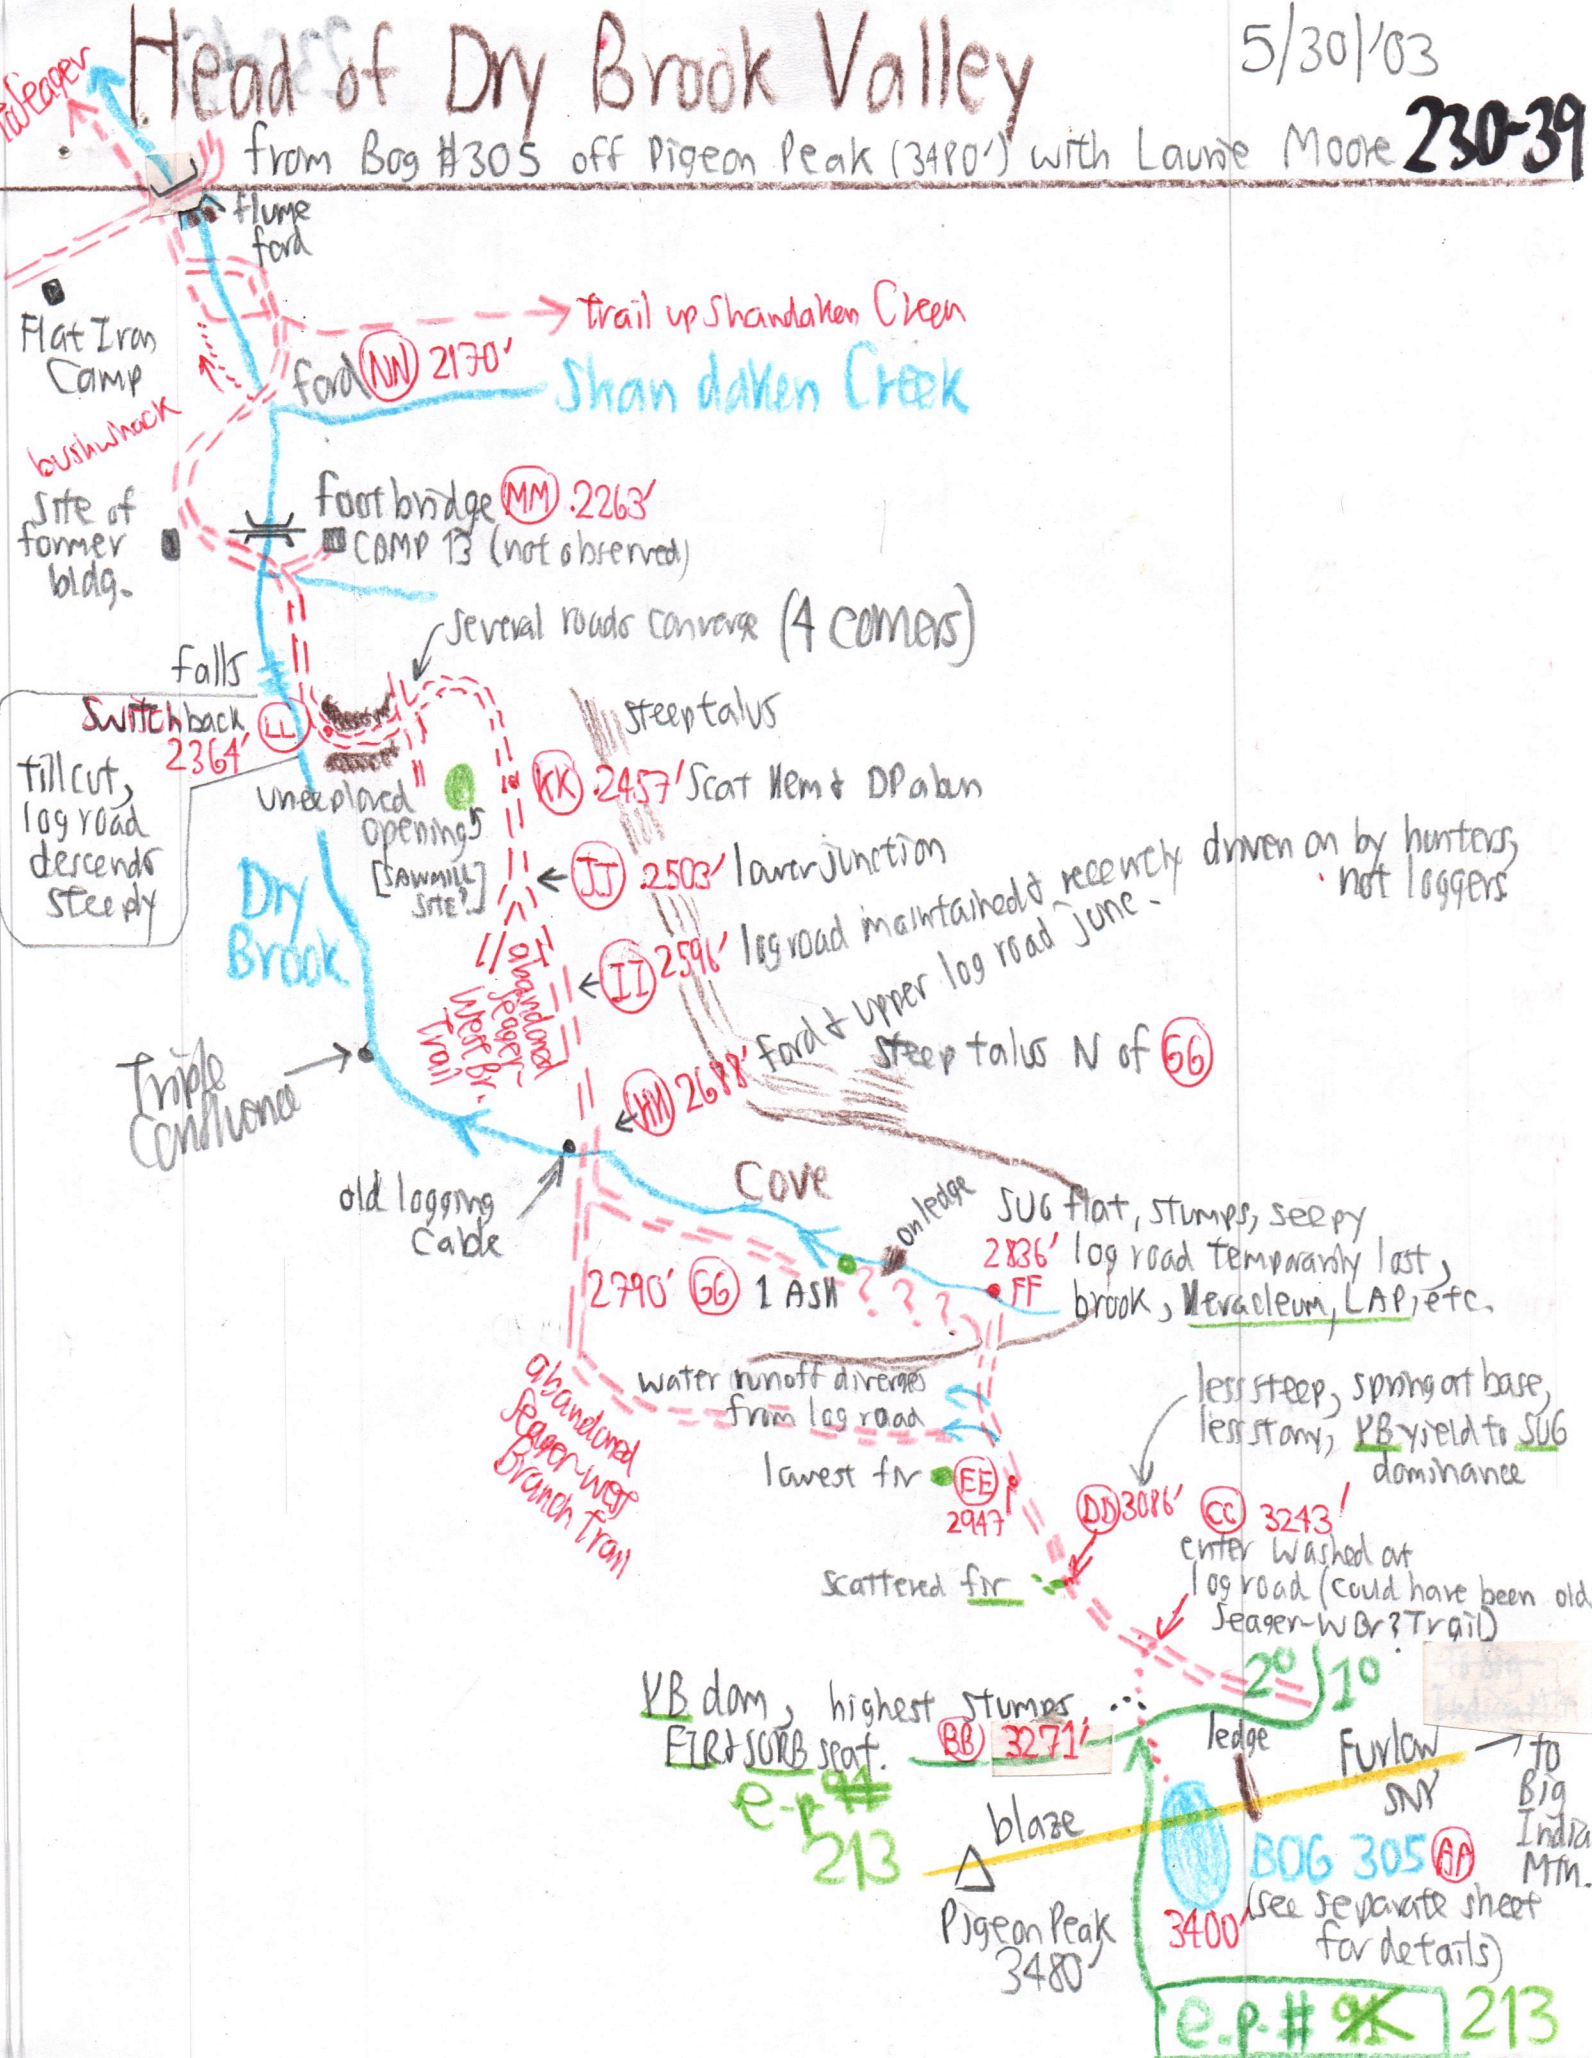 Head of Dry Brook Valley
5/30/'03
from Bog #305 off Pigeon Peak (3480') with Laurie Moore
230-39
to Seager
flume
ford
Flat Iron
Camp
trail up Shandaken Creek
ford NN 2170'
Shandaken Creek
bushwhack
site of
former
bldg.
footbridge MM 2263'
CAMP 13 (not observed)
several roads converge (4 corners)
falls
Switchback LL
2364'
till cut,
log road
descends
steeply
steep talus
unexplored
openings
[SAWMILL
SITE?]
KK 2457' Scat Hem & DP abun
JJ 2503' lower junction
II 2596' log road maintained & recently driven on by hunters,
not loggers
HH 2688' ford & upper log road june.
Dry
Brook
abandoned
Seager-
West Br.
Trail
steep talus N of GG
Triple
Confluence
old logging
Cable
Cove
on ledge
SUG flat, stumps, seepy
2836' log road temporarily lost,
FF brook, Heracleum, LAP, etc.
2790' GG 1 ASH
? ? ?
water runoff diverges
from log road
abandoned
Seager-West
Branch Trail
less steep, spring at base,
less stony, YB yield to SUG
dominance
lowest fir EE
2947'
DD 3086'
CC 3243'
enter washed out
log road (could have been old
Seager-W Br? Trail)
scattered fir
2° 1°
YB dom, highest stumps
FIR & SORB scat. BB 3271'
e.p. #
213
ledge
Furlow
SNY
to
Big
Indian
Mtn.
blaze
BOG 305 AA
3400' (see separate sheet
for details)
Pigeon Peak
3480'
e.p. # 213